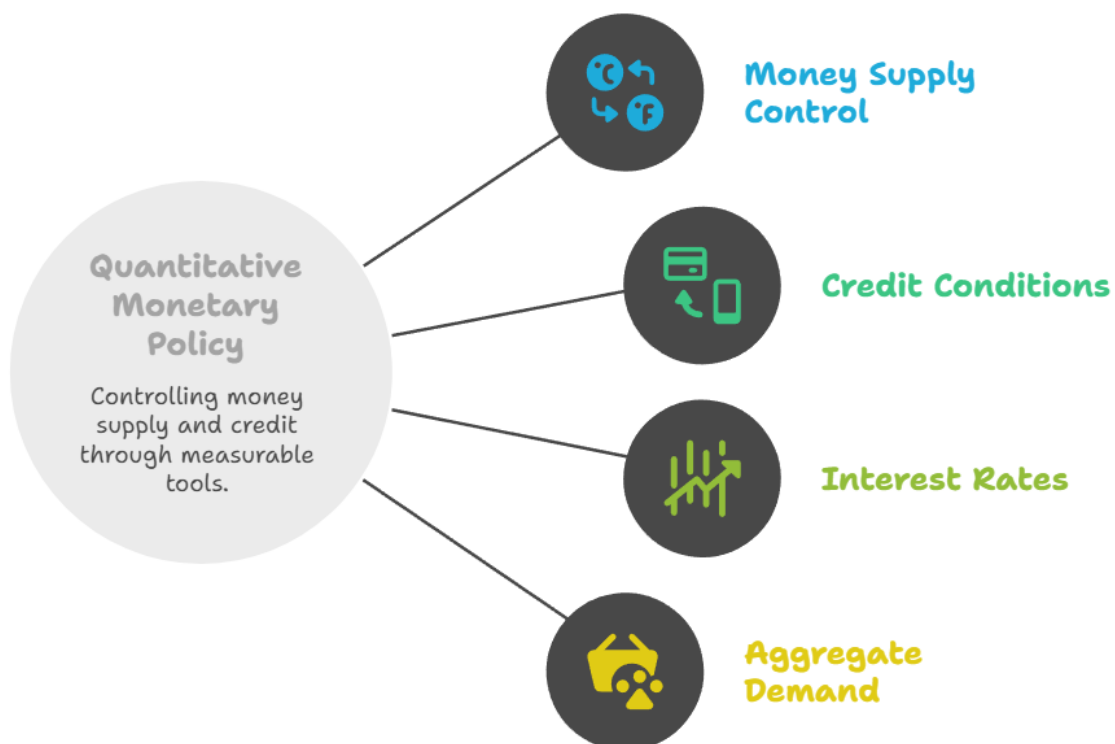 Quantitative
Monetary
Policy
Controlling money
supply and credit
through measurable
tools.
°C
°F
Money Supply
Control
Credit Conditions
Interest Rates
Aggregate
Demand